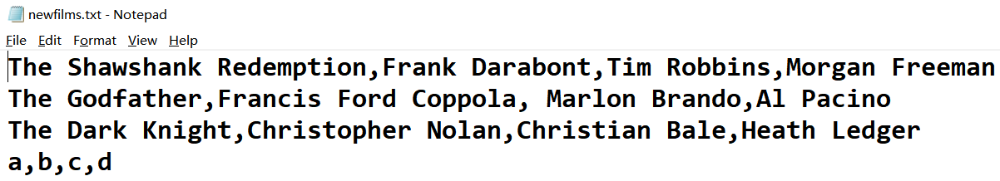 newfilms.txt - Notepad
File Edit Format View Help
The Shawshank Redemption,Frank Darabont,Tim Robbins,Morgan Freeman
The Godfather,Francis Ford Coppola, Marlon Brando,Al Pacino
The Dark Knight,Christopher Nolan,Christian Bale,Heath Ledger
a,b,c,d